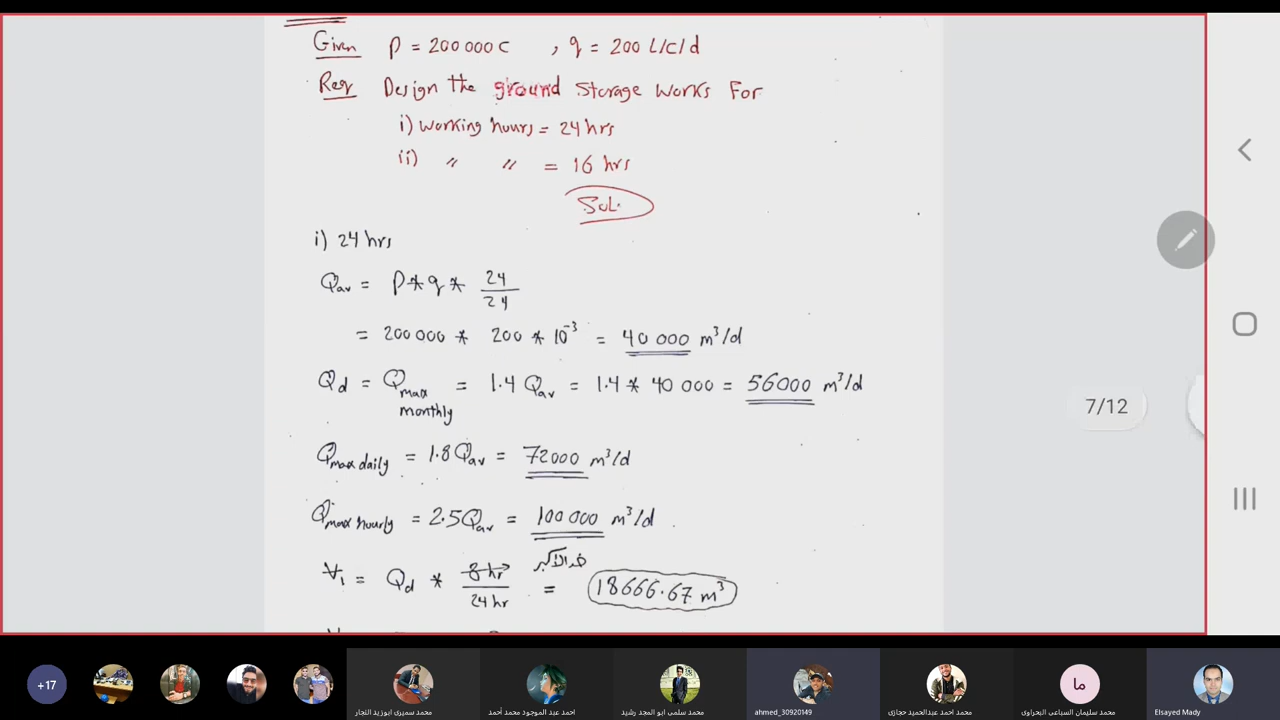 Given P = 200 000 C , q = 200 L/c/d
Req Design the ground Storage Works For
i) working hours = 24 hrs
ii) " " = 16 hrs
Sol.
i) 24 hrs
Qav = P * q * 24/24
= 200 000 * 200 * 10⁻³ = 40 000 m³/d
Qd = Qmax monthly = 1.4 Qav = 1.4 * 40 000 = 56000 m³/d
Qmax daily = 1.8 Qav = 72000 m³/d
Qmax hourly = 2.5 Qav = 100 000 m³/d
V1 = Qd * 8 hr/24 hr = 18666.67 m³
7/12
+17
محمد سميرى ابوزيد النجار
احمد عبد الموجود محمد أحمد
محمد سلمى ابو المجد رشيد
ahmed_30920149
محمد احمد عبدالحميد حجازى
ما
محمد سليمان السباعى البحراوى
Elsayed Mady